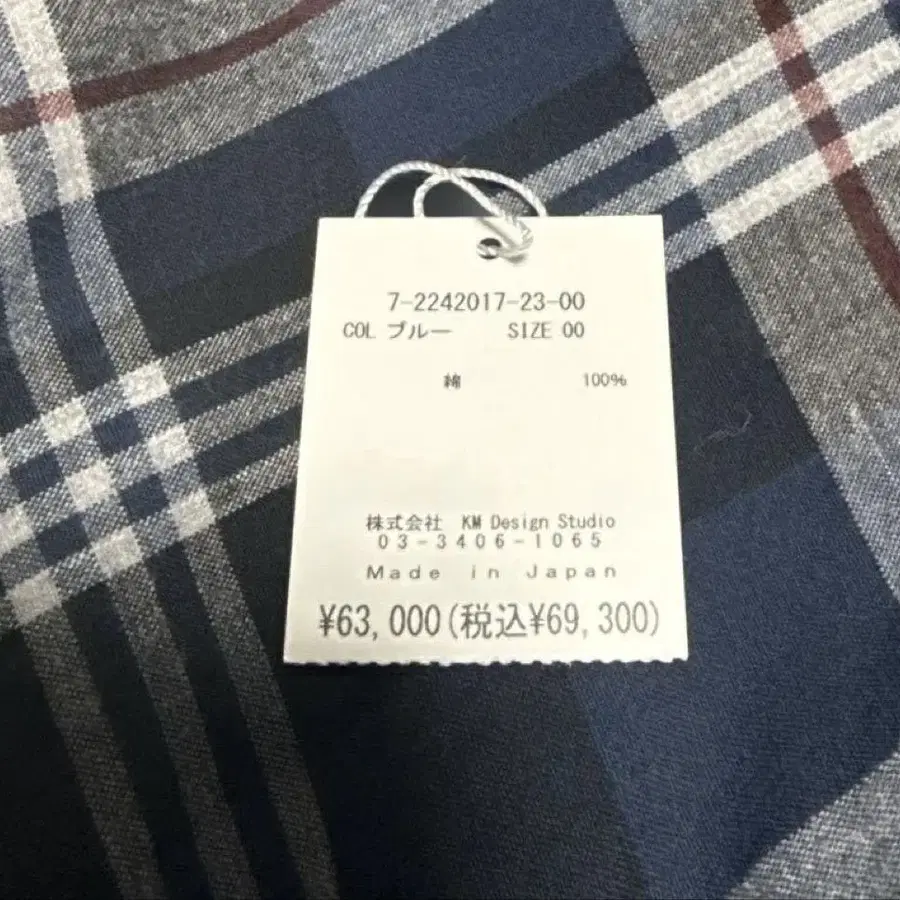 7-2242017-23-00
COL ブルー SIZE 00
綿 100%
株式会社 KM Design Studio
03-3406-1065
Made in Japan
¥63,000(税込¥69,300)